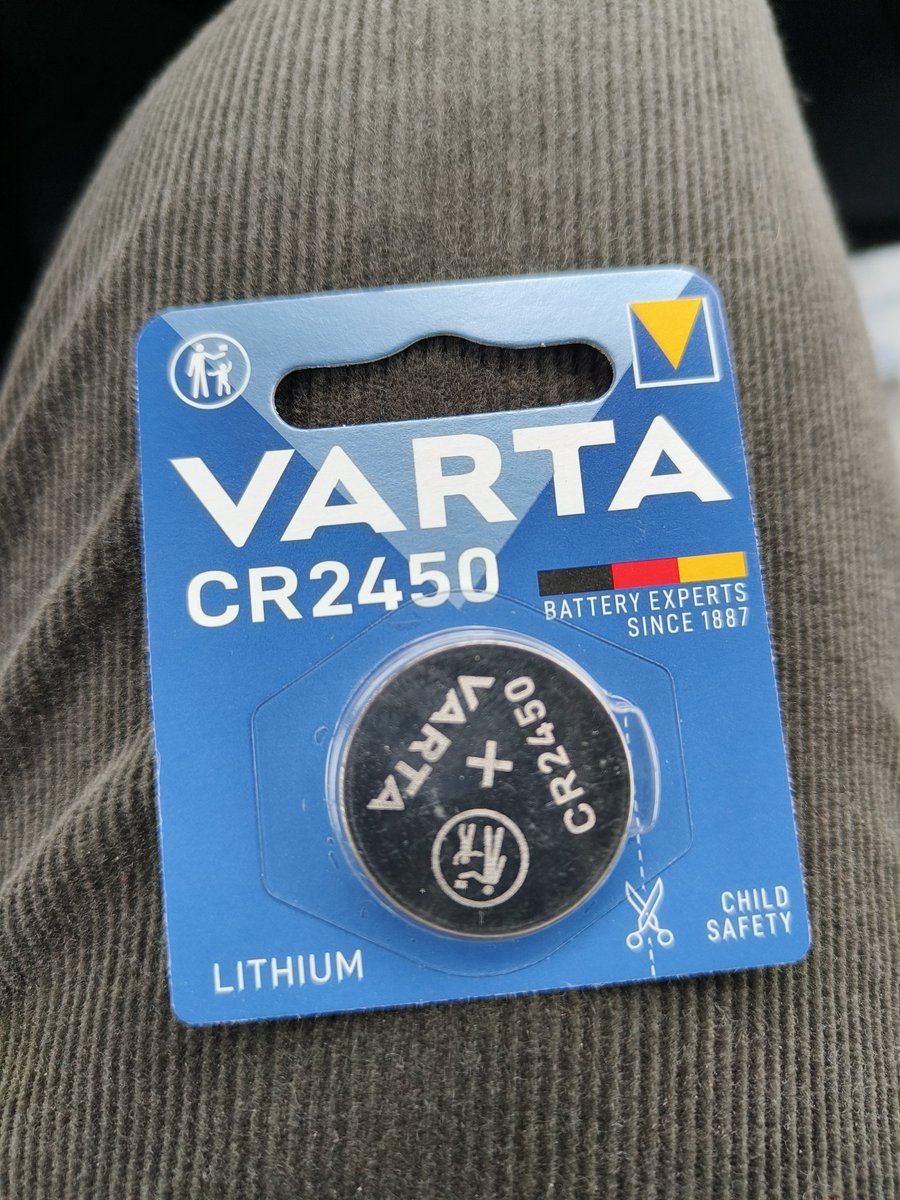 VARTA
CR2450
BATTERY EXPERTS
SINCE 1887
VARTA
+
CR2450
LITHIUM
CHILD
SAFETY